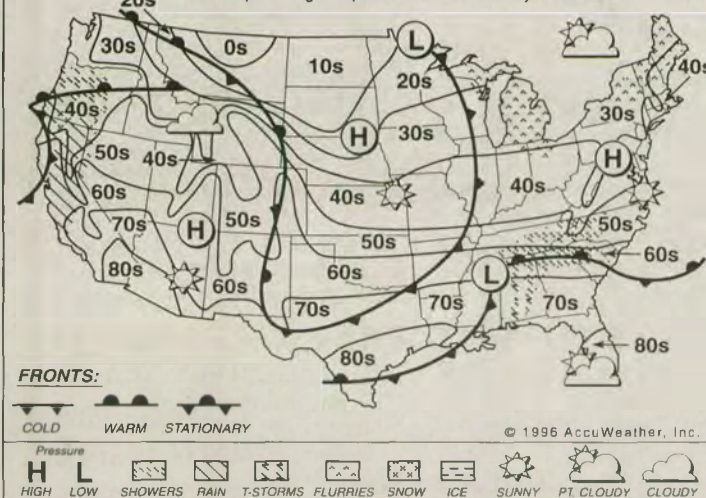 20s
30s
0s
L
10s
20s
40s
40s
H
30s
30s
50s
40s
H
60s
40s
40s
50s
70s
H
50s
50s
60s
80s
60s
60s
L
70s
70s
70s
80s
80s
FRONTS:
COLD WARM STATIONARY
© 1996 AccuWeather, Inc.
Pressure
H L
HIGH LOW SHOWERS RAIN T-STORMS FLURRIES SNOW ICE SUNNY PT. CLOUDY CLOUDY